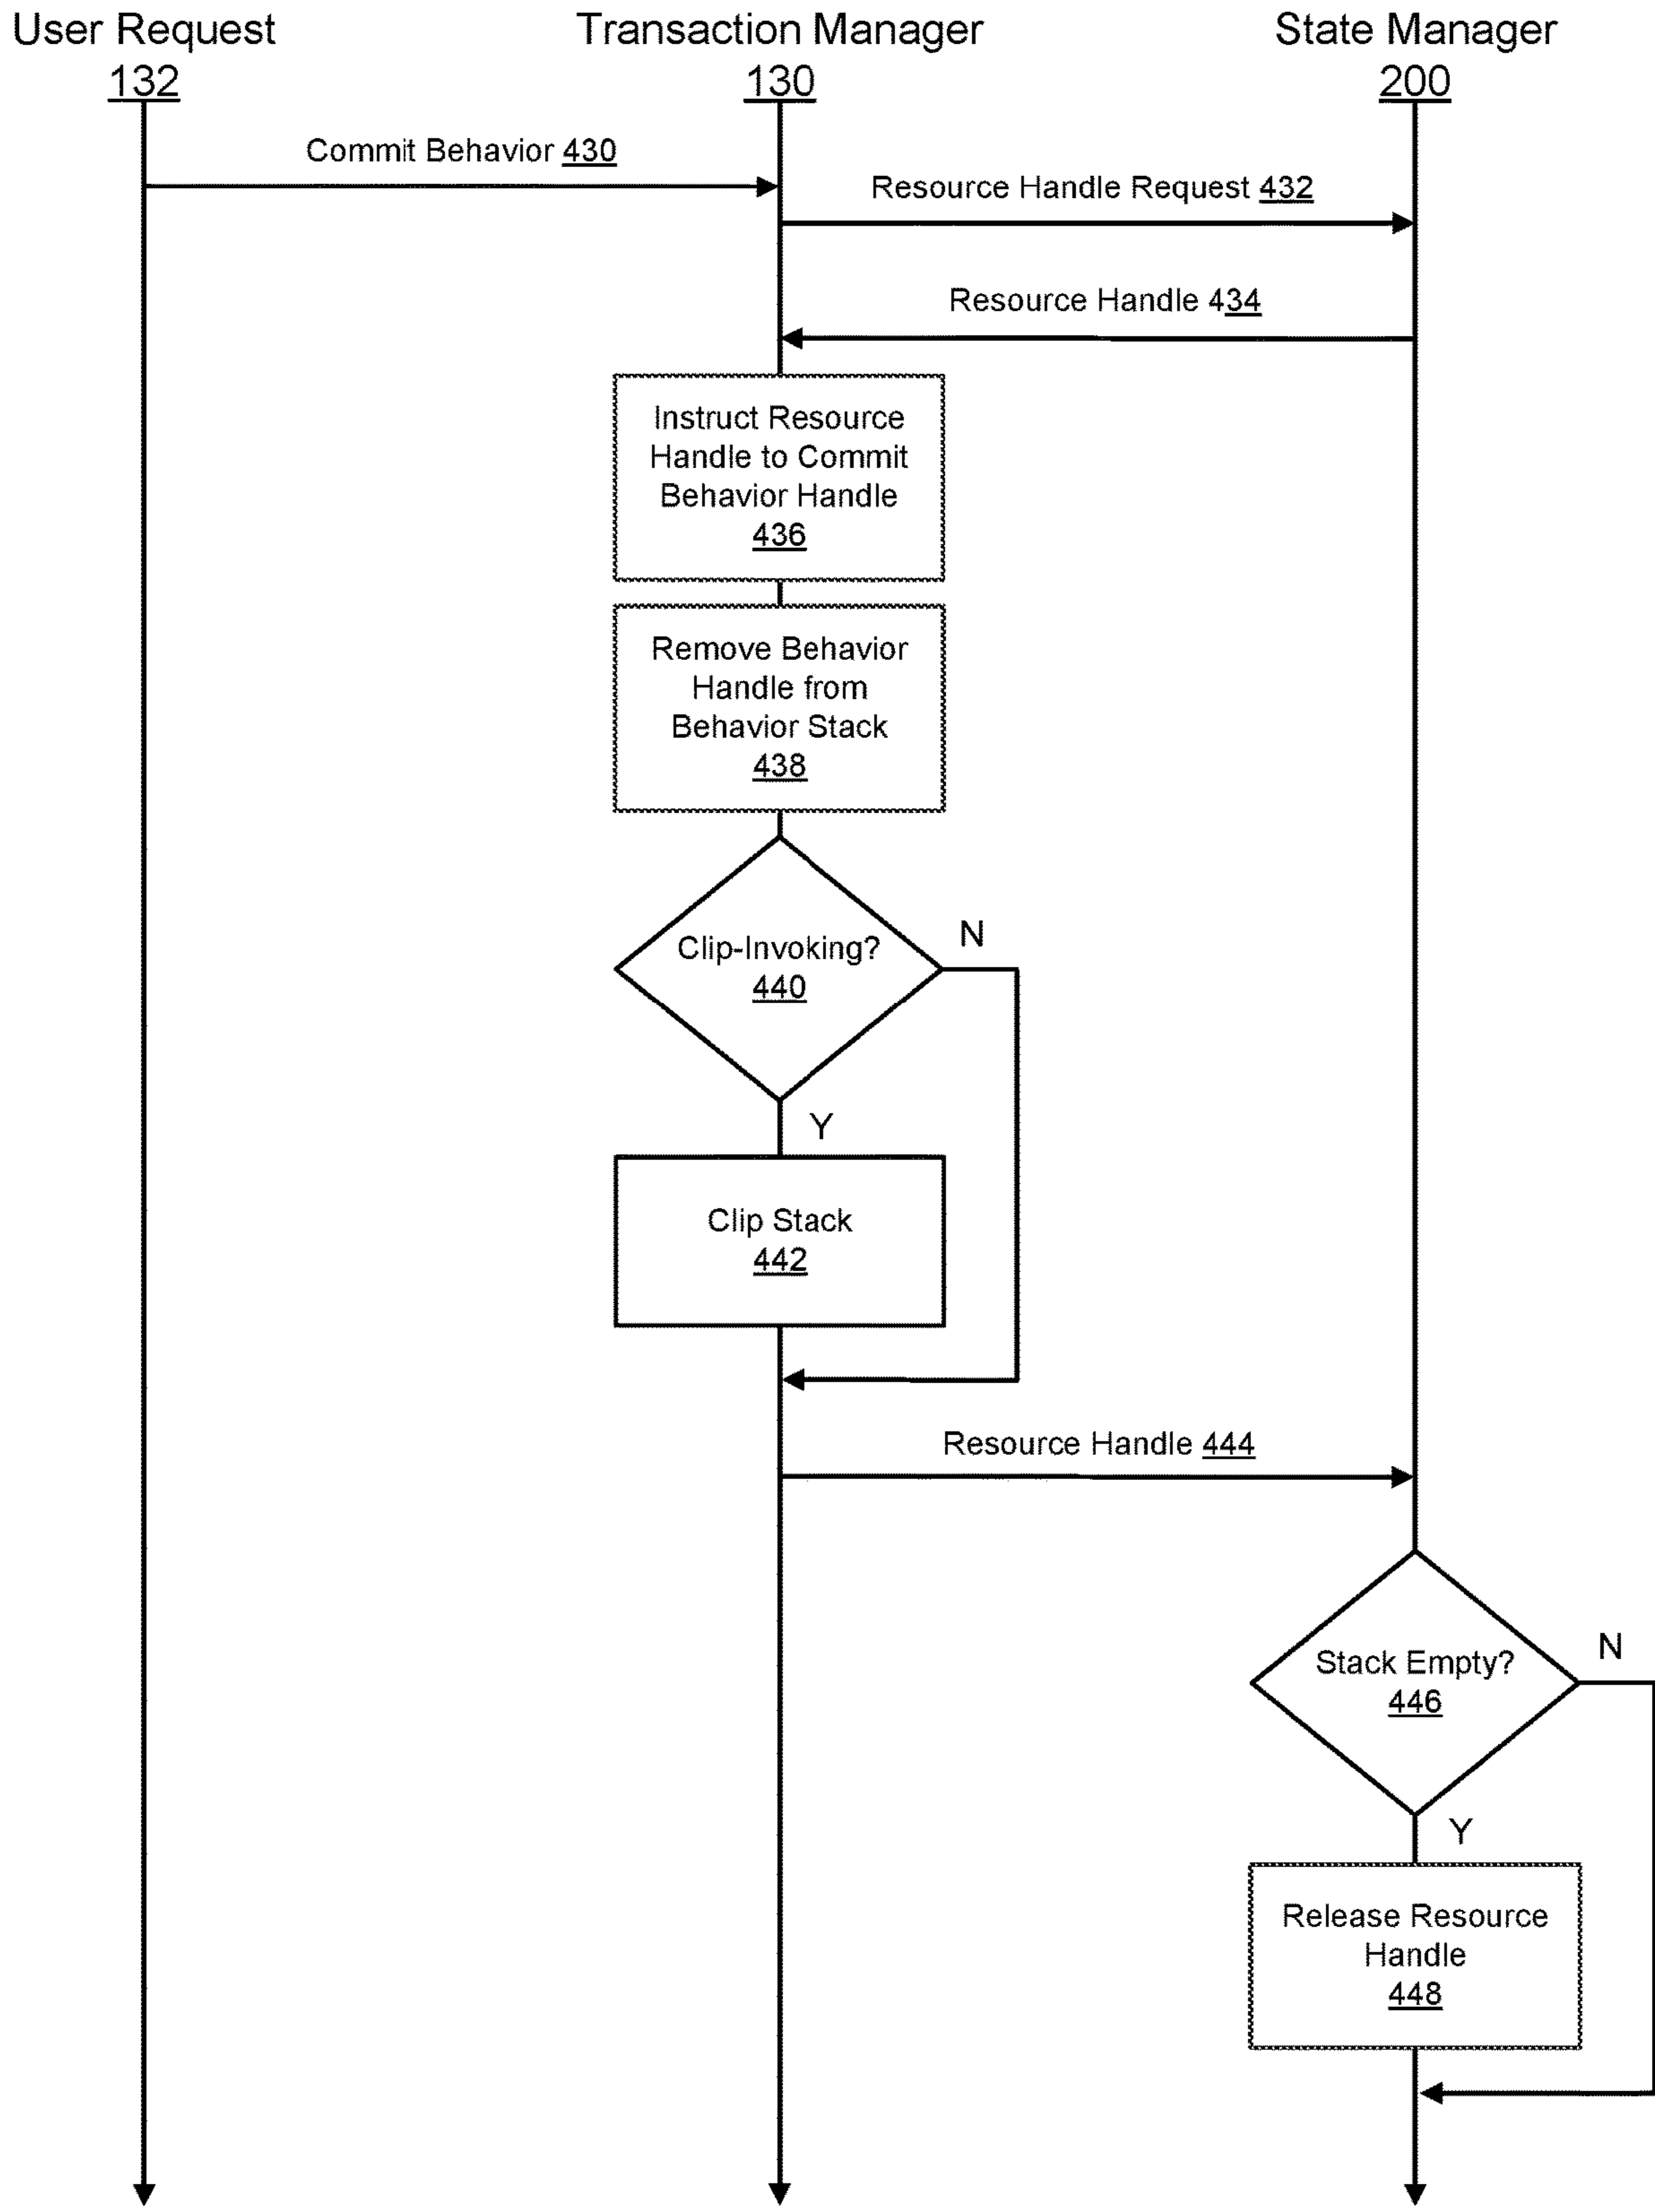 User Request
132
Transaction Manager
130
State Manager
200
Commit Behavior 430
Resource Handle Request 432
Resource Handle 434
Instruct Resource
Handle to Commit
Behavior Handle
436
Remove Behavior
Handle from
Behavior Stack
438
Clip-Invoking?
440
N
Y
Clip Stack
442
Resource Handle 444
Stack Empty?
446
N
Y
Release Resource
Handle
448